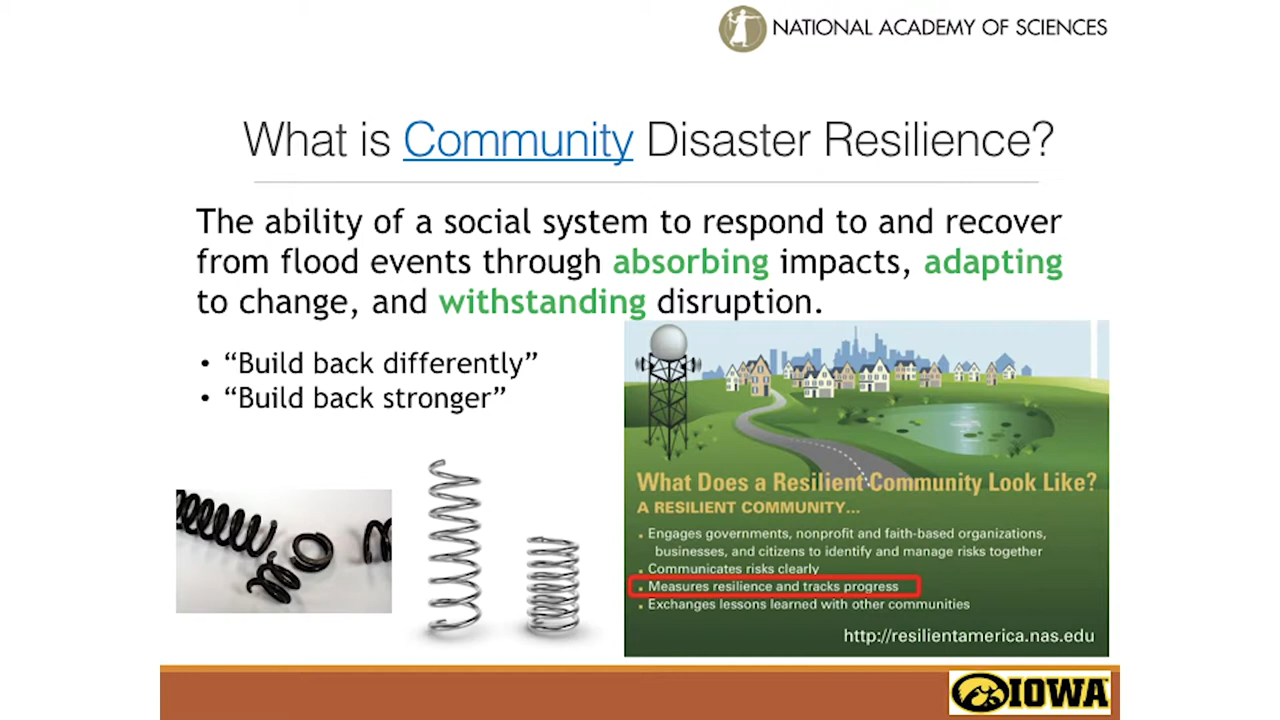 NATIONAL ACADEMY OF SCIENCES
What is Community Disaster Resilience?
The ability of a social system to respond to and recover
from flood events through absorbing impacts, adapting
to change, and withstanding disruption.
• “Build back differently”
• “Build back stronger”
What Does a Resilient Community Look Like?
A RESILIENT COMMUNITY...
• Engages governments, nonprofit and faith-based organizations,
businesses, and citizens to identify and manage risks together
• Communicates risks clearly
• Measures resilience and tracks progress
• Exchanges lessons learned with other communities
http://resilientamerica.nas.edu
IOWA